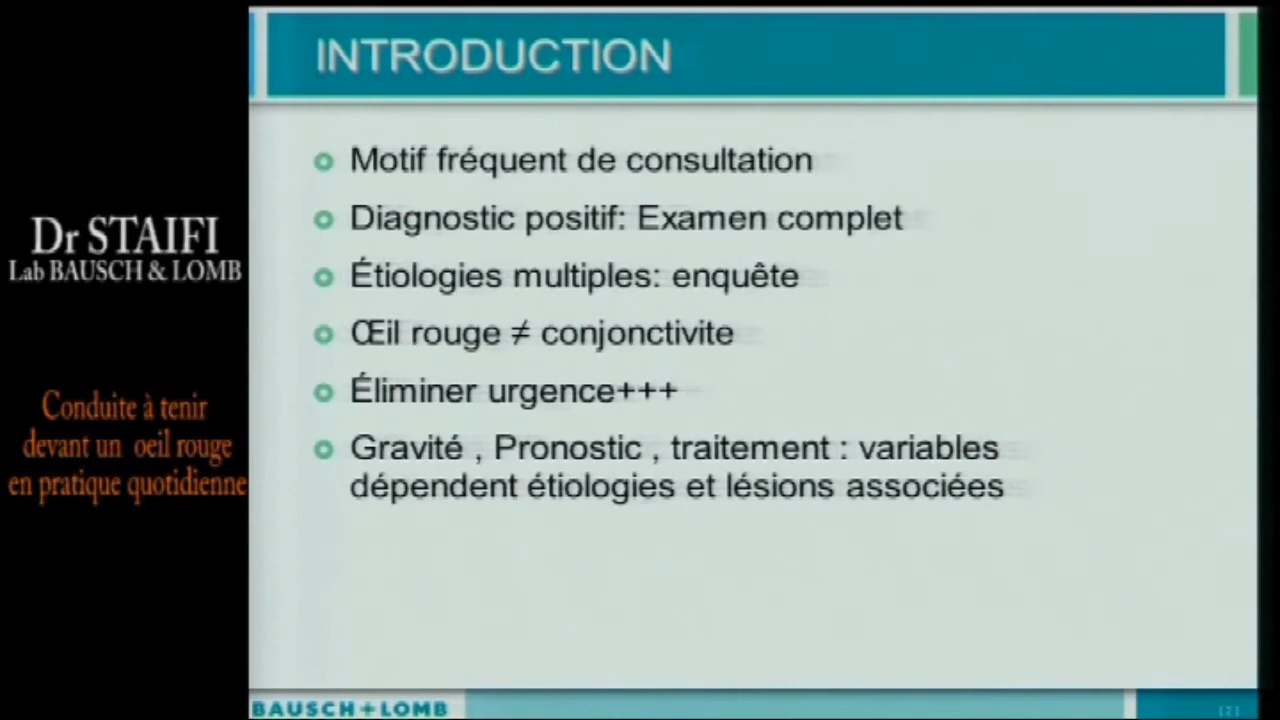 INTRODUCTION
Motif fréquent de consultation
Diagnostic positif: Examen complet
Étiologies multiples: enquête
Œil rouge ≠ conjonctivite
Éliminer urgence+++
Gravité , Pronostic , traitement : variables
dépendent étiologies et lésions associées
Dr STAIFI
Lab BAUSCH & LOMB
Conduite à tenir
devant un oeil rouge
en pratique quotidienne
BAUSCH+LOMB